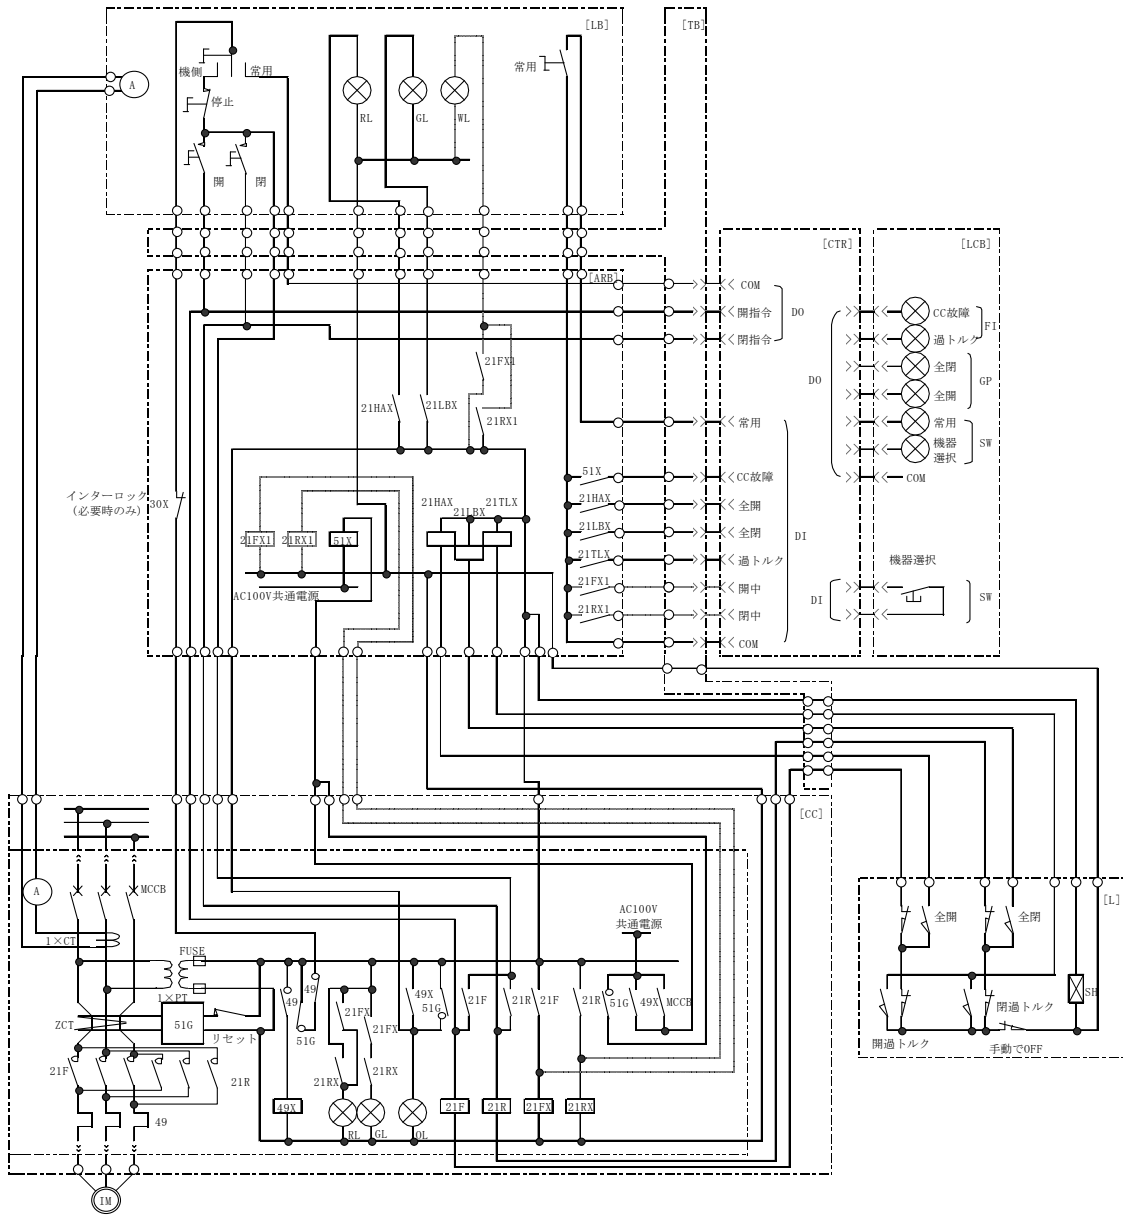 [LB]
[TB]
機側
常用
停止
開
閉
A
RL
GL
WL
常用
[ARB]
[CTR]
[LCB]
COM
開指令
閉指令
DO
常用
CC故障
全開
全閉
過トルク
開中
閉中
COM
DI
DO
DI
CC故障
過トルク
FI
全閉
全開
GP
常用
機器
選択
SW
COM
機器選択
SW
21FX1
21HAX
21LBX
21RX1
インターロック
(必要時のみ)
30X
21FX1
21RX1
51X
AC100V共通電源
21HAX
21LBX
21TLX
51X
21HAX
21LBX
21TLX
21FX1
21RX1
[CC]
A
MCCB
1×CT
FUSE
1×PT
ZCT
51G
リセット
21F
21R
49
IM
49
49
51G
21FX
21FX
21RX
21RX
49X
51G
21F
21R
21F
21R
AC100V
共通電源
51G
49X
MCCB
49X
RL
GL
OL
21F
21R
21FX
21RX
[L]
全開
全閉
SH
開過トルク
閉過トルク
手動でOFF